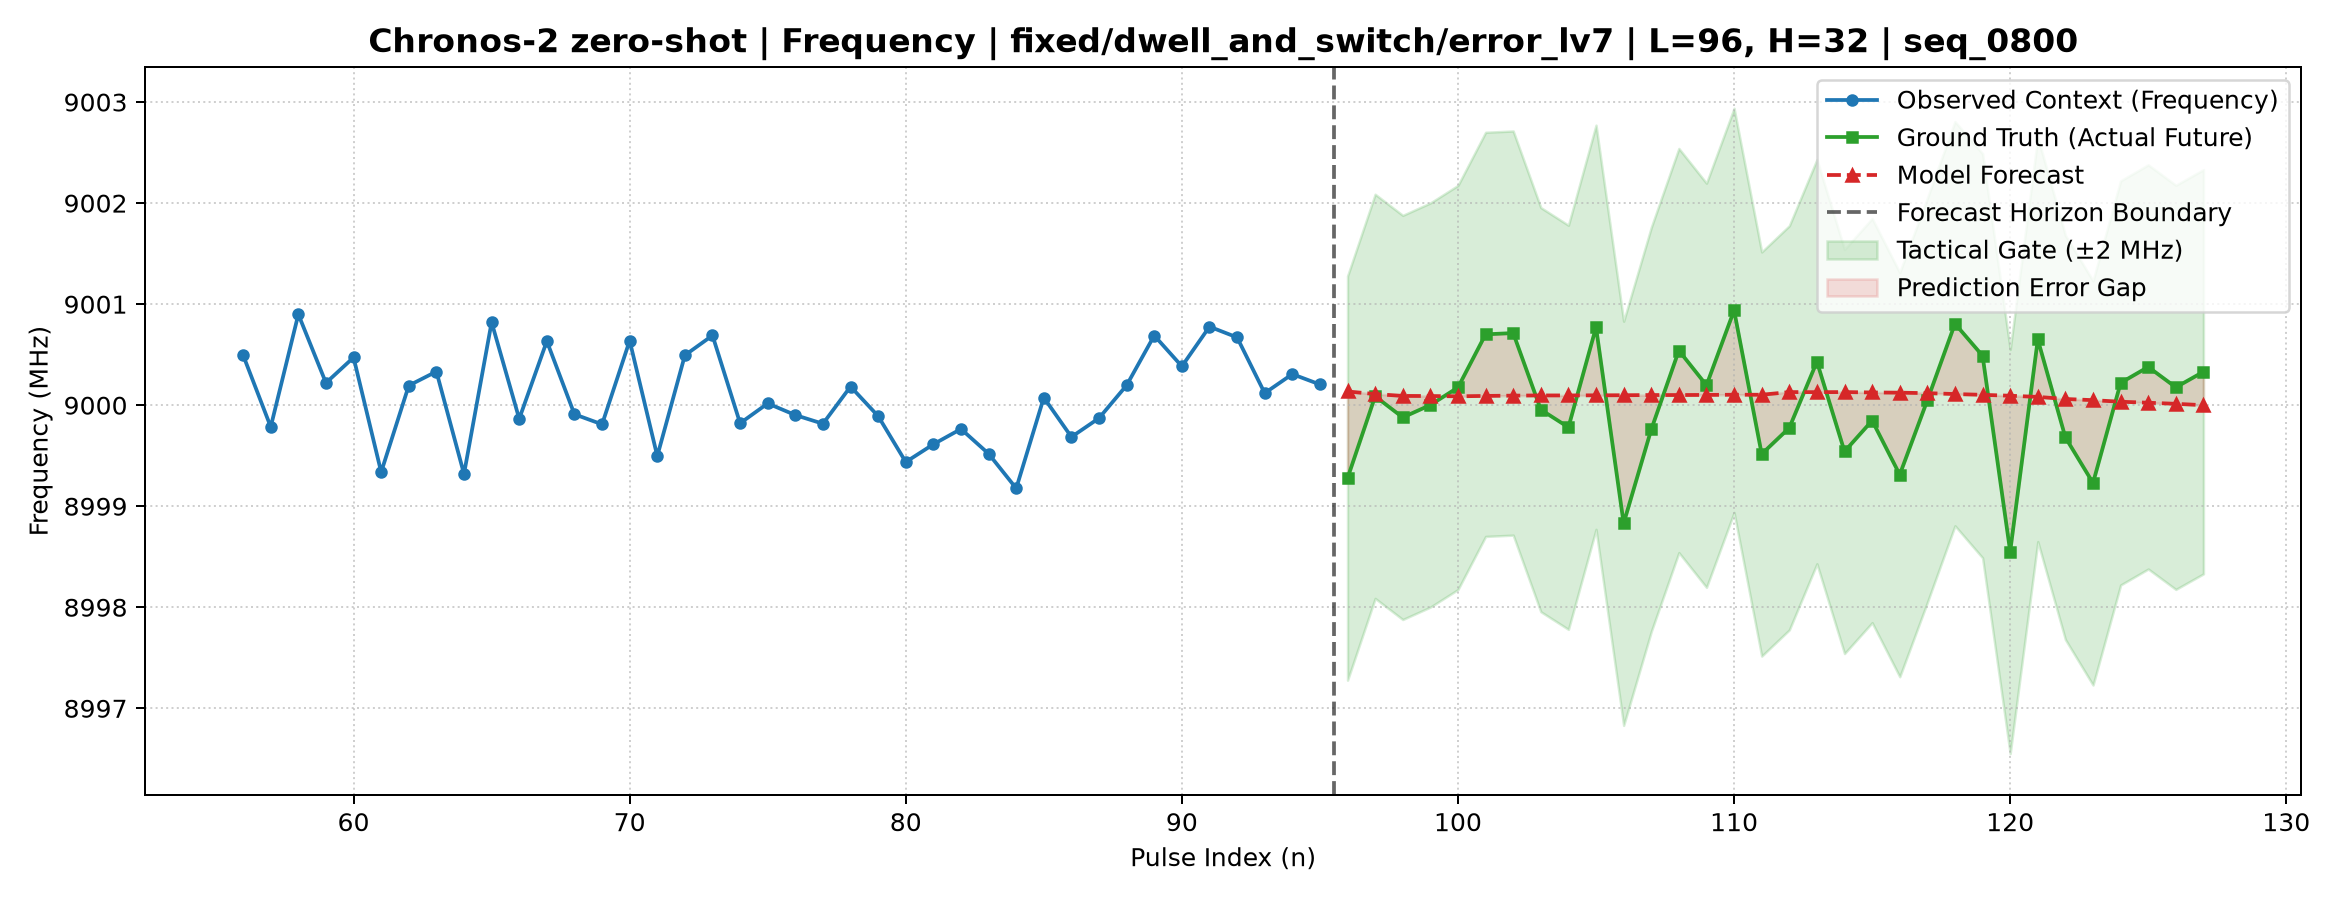 Chronos-2 zero-shot | Frequency | fixed/dwell_and_switch/error_lv7 | L=96, H=32 | seq_0800
Observed Context (Frequency)
Ground Truth (Actual Future)
Model Forecast
Forecast Horizon Boundary
Tactical Gate (±2 MHz)
Prediction Error Gap
Frequency (MHz)
9003
9002
9001
9000
8999
8998
8997
60 70 80 90 100 110 120 130
Pulse Index (n)